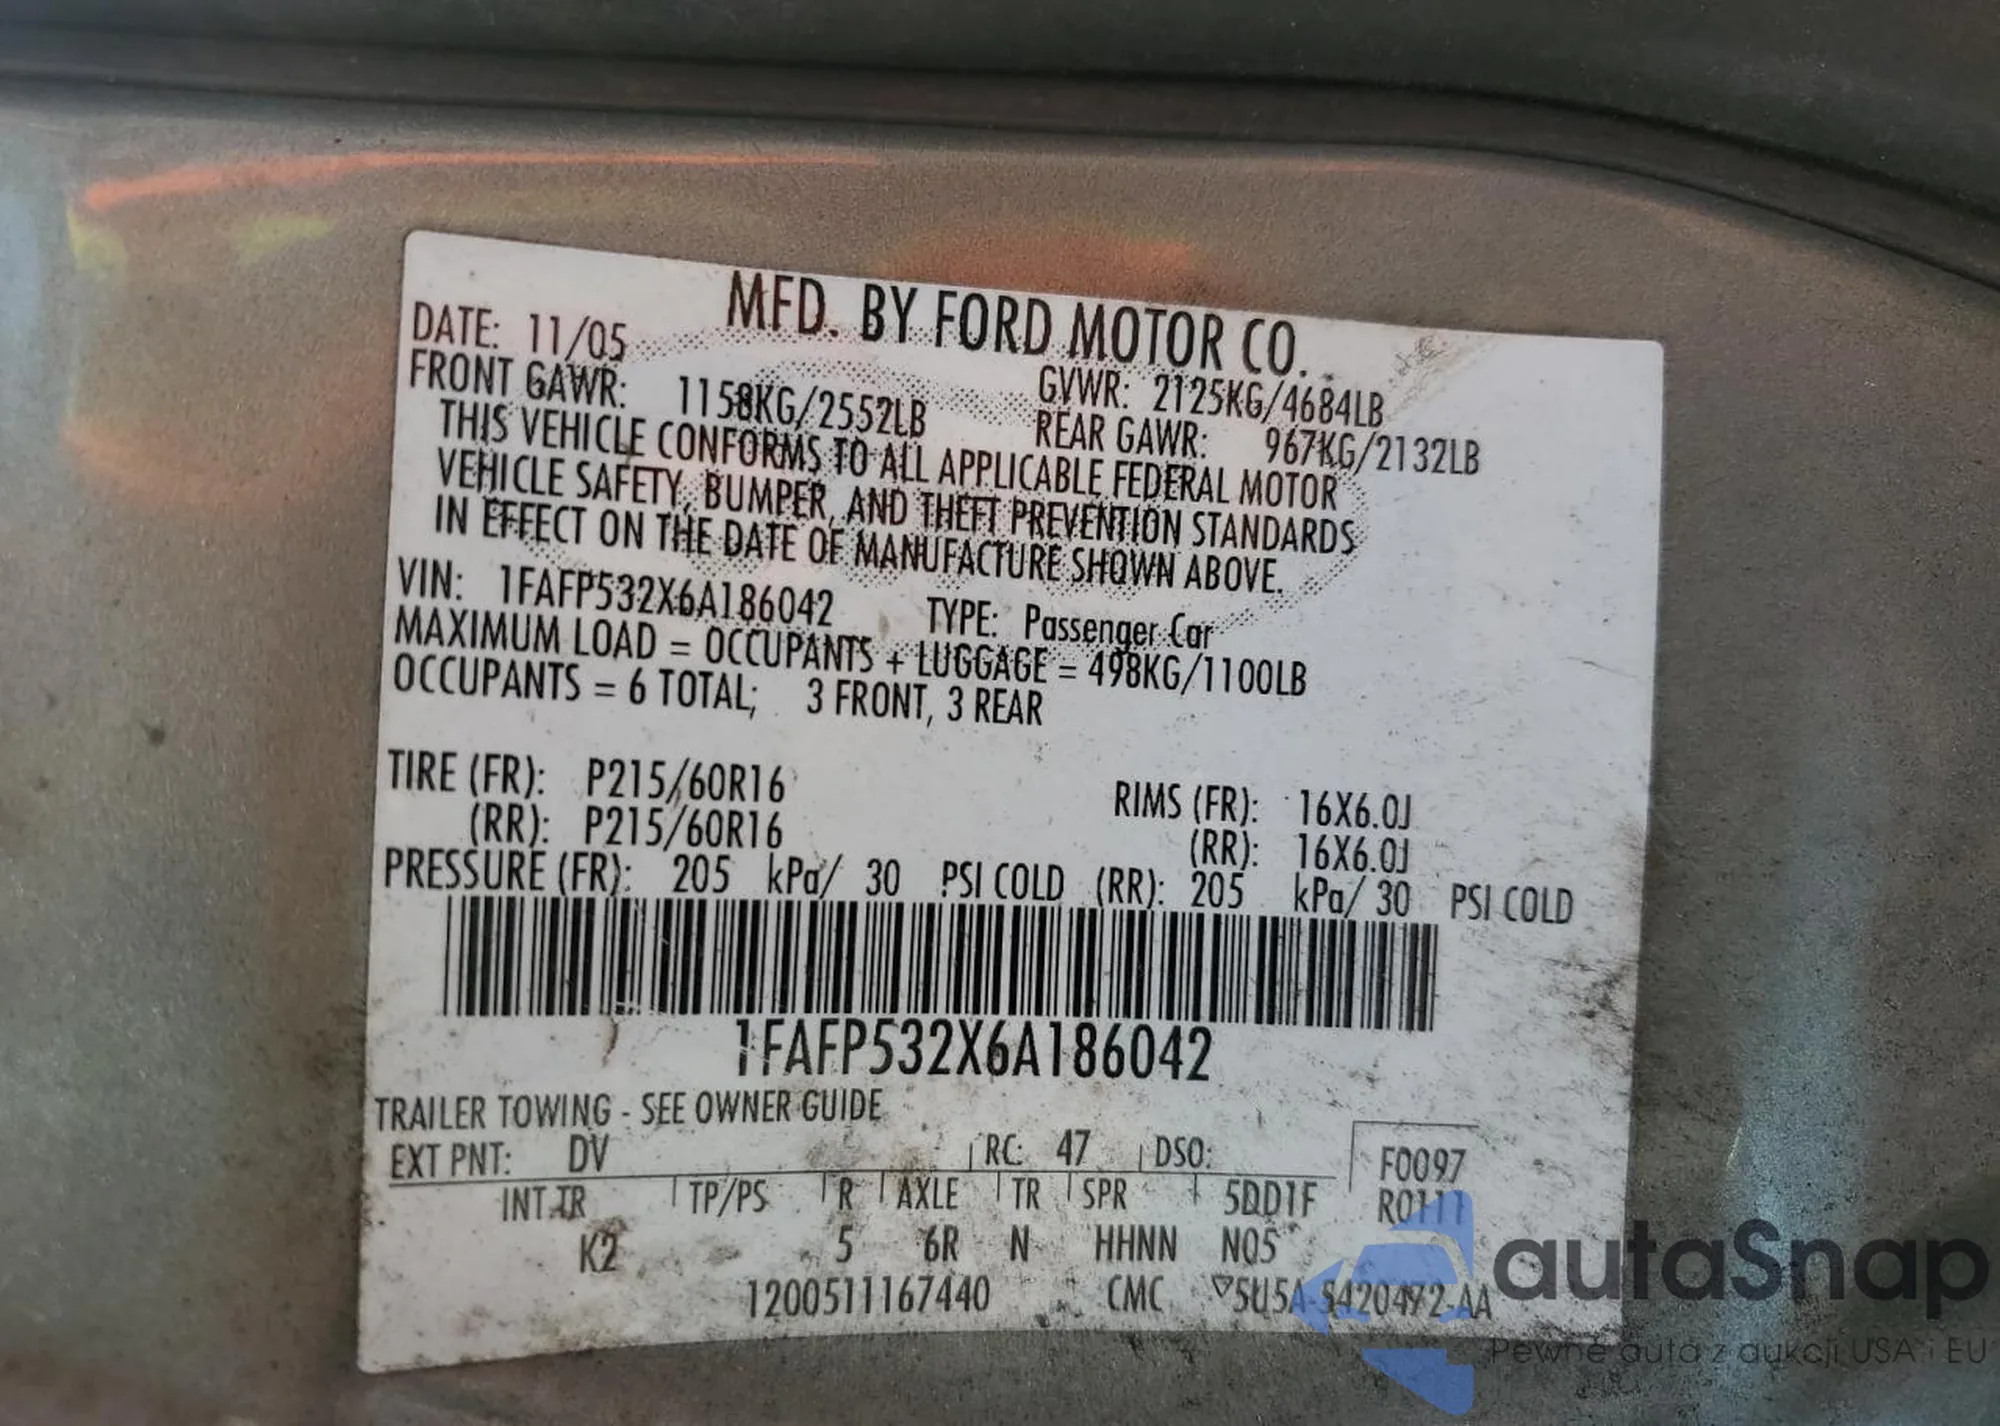 MFD. BY FORD MOTOR CO.
DATE: 11/05 GVWR: 2125KG/4684LB
FRONT GAWR: 1158KG/2552LB REAR GAWR: 967KG/2132LB
THIS VEHICLE CONFORMS TO ALL APPLICABLE FEDERAL MOTOR
VEHICLE SAFETY, BUMPER, AND THEFT PREVENTION STANDARDS
IN EFFECT ON THE DATE OF MANUFACTURE SHOWN ABOVE.
VIN: 1FAFP532X6A186042 TYPE: Passenger Car
MAXIMUM LOAD = OCCUPANTS + LUGGAGE = 498KG/1100LB
OCCUPANTS = 6 TOTAL; 3 FRONT, 3 REAR
TIRE (FR): P215/60R16 RIMS (FR): 16X6.0J
(RR): P215/60R16 (RR): 16X6.0J
PRESSURE (FR): 205 kPa/ 30 PSI COLD (RR): 205 kPa/ 30 PSI COLD
1FAFP532X6A186042
TRAILER TOWING - SEE OWNER GUIDE
EXT PNT: DV RC: 47 DSO: F0097
INT TR TP/PS R AXLE TR SPR 5DD1F R0111
K2 5 6R N HHNN N05
1200511167440 CMC ▽5U5A-5420472-AA
autaSnap
Pewne auta z aukcji USA i EU